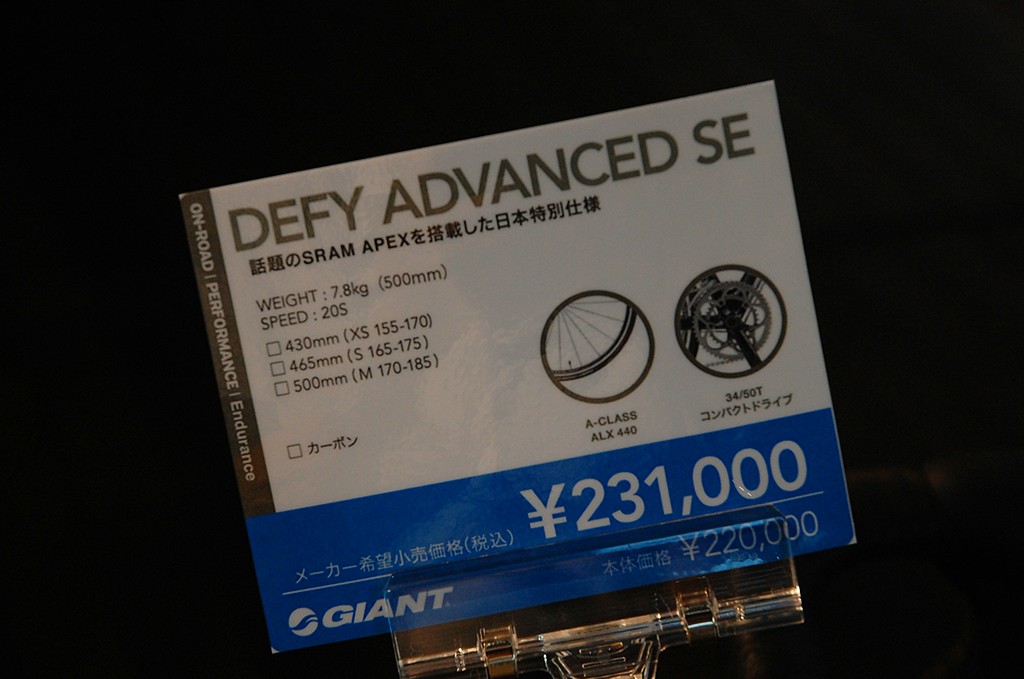 ON-ROAD | PERFORMANCE | Endurance
DEFY ADVANCED SE
話題のSRAM APEXを搭載した日本特別仕様
WEIGHT : 7.8kg (500mm)
SPEED : 20S
□ 430mm (XS 155-170)
□ 465mm (S 165-175)
□ 500mm (M 170-185)
□ カーボン
A-CLASS
ALX 440
34/50T
コンパクトドライブ
メーカー希望小売価格(税込) ¥231,000
本体価格 ¥220,000
GIANT